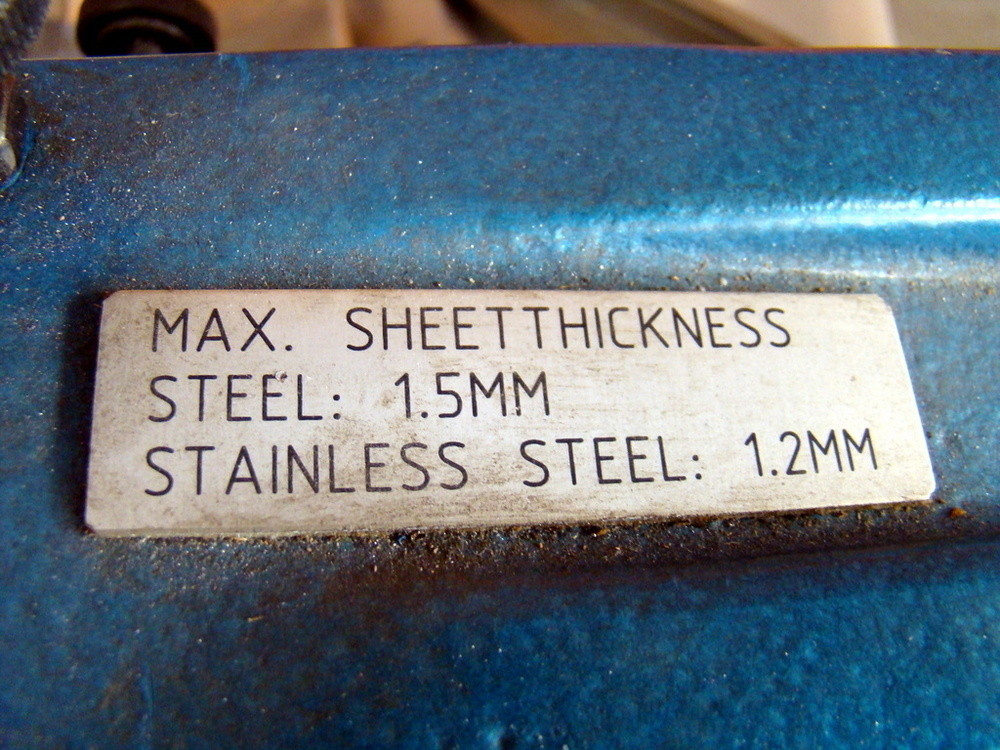 MAX. SHEETTHICKNESS
STEEL: 1.5MM
STAINLESS STEEL: 1.2MM